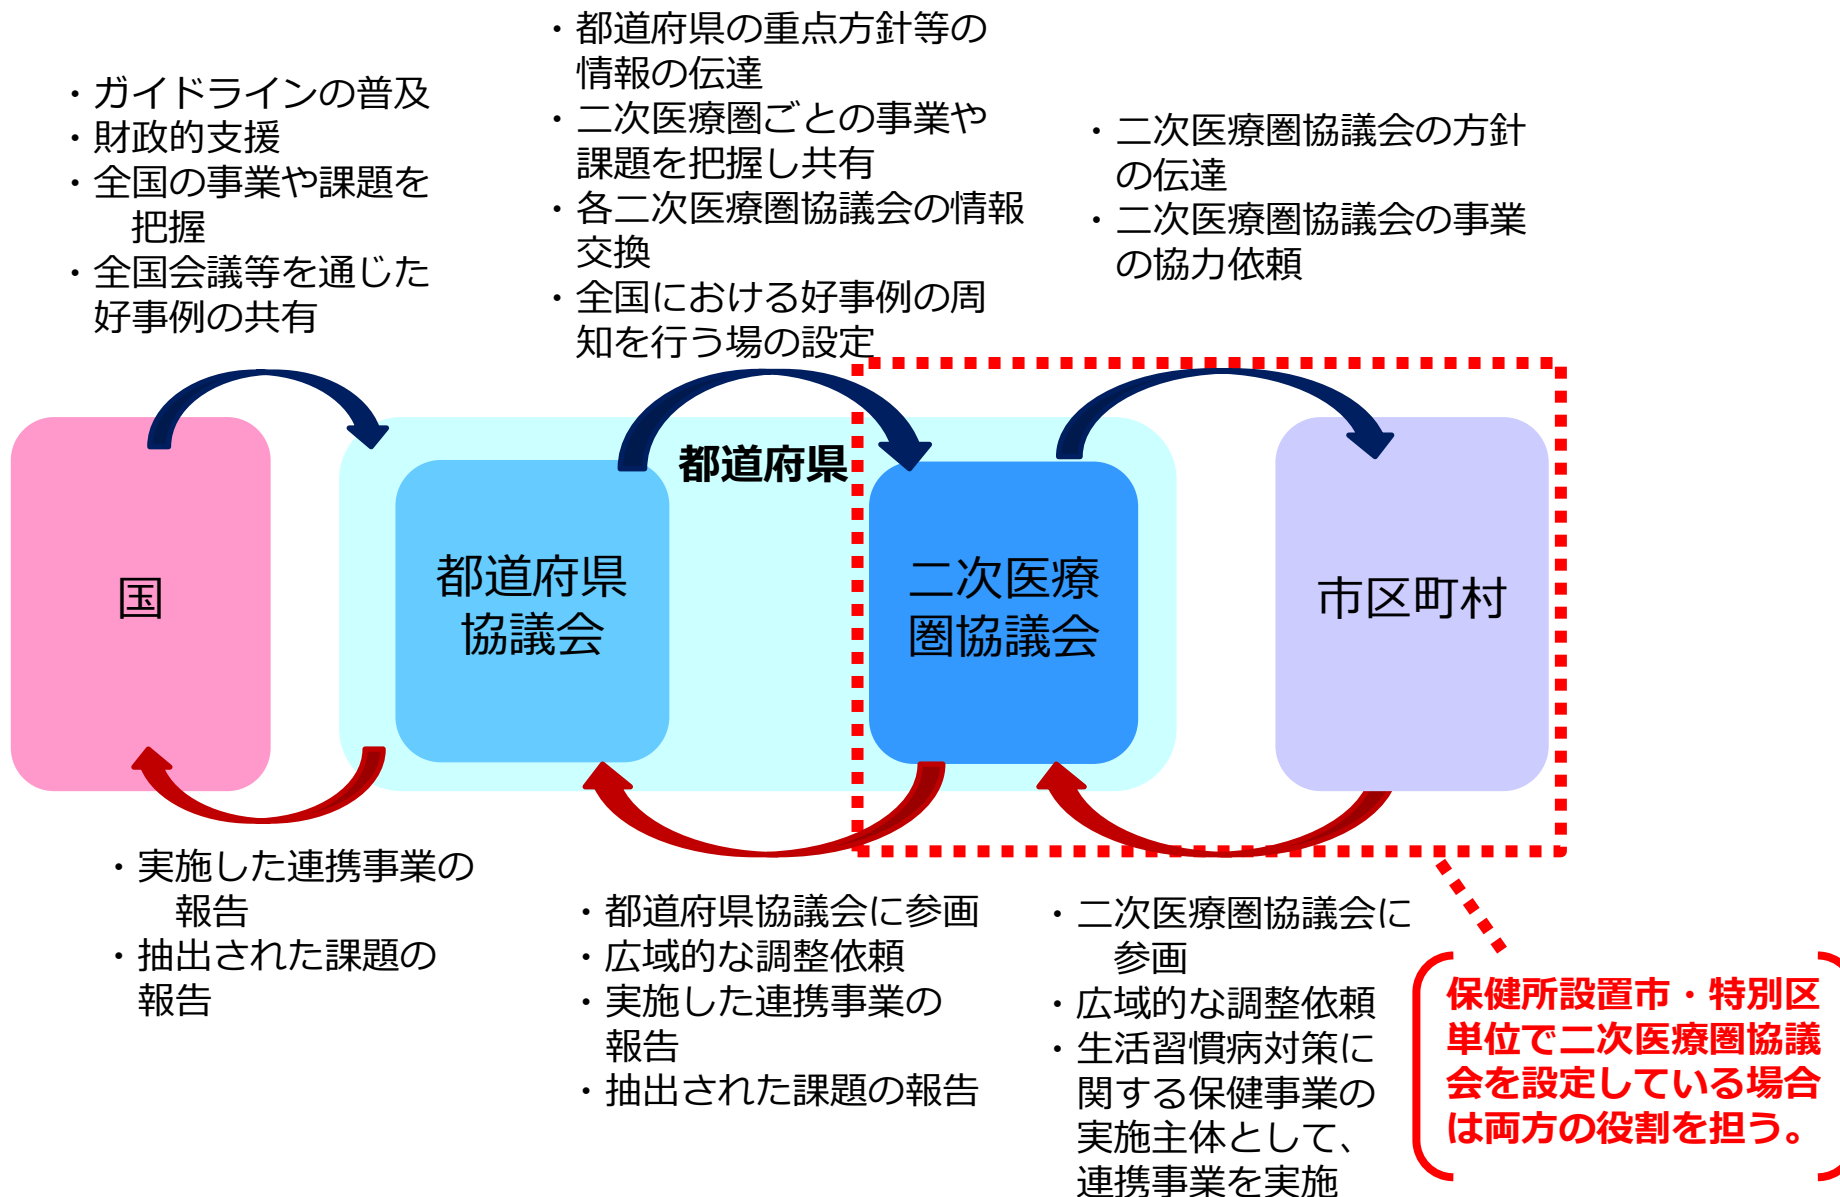 ・ガイドラインの普及
・財政的支援
・全国の事業や課題を
把握
・全国会議等を通じた
好事例の共有
・都道府県の重点方針等の
情報の伝達
・二次医療圏ごとの事業や
課題を把握し共有
・各二次医療圏協議会の情報
交換
・全国における好事例の周
知を行う場の設定
・二次医療圏協議会の方針
の伝達
・二次医療圏協議会の事業
の協力依頼
国
都道府県
都道府県
協議会
二次医療
圏協議会
市区町村
・実施した連携事業の
報告
・抽出された課題の
報告
・都道府県協議会に参画
・広域的な調整依頼
・実施した連携事業の
報告
・抽出された課題の報告
・二次医療圏協議会に
参画
・広域的な調整依頼
・生活習慣病対策に
関する保健事業の
実施主体として、
連携事業を実施
保健所設置市・特別区
単位で二次医療圏協議
会を設定している場合
は両方の役割を担う。